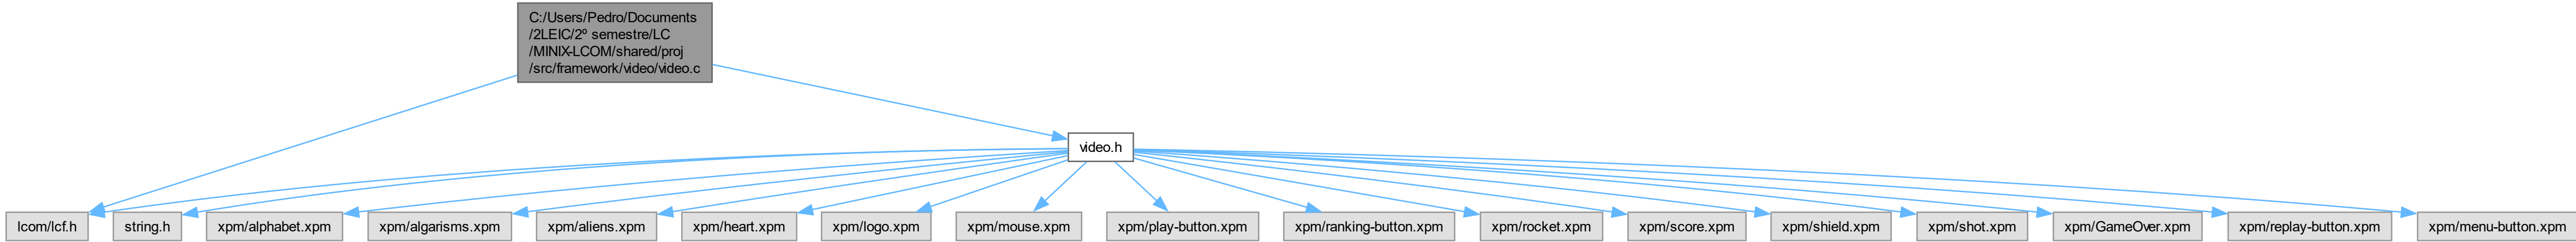 C:/Users/Pedro/Documents
/2LEIC/2º semestre/LC
/MINIX-LCOM/shared/proj
/src/framework/video/video.c
video.h
lcom/lcf.h
string.h
xpm/alphabet.xpm
xpm/algarisms.xpm
xpm/aliens.xpm
xpm/heart.xpm
xpm/logo.xpm
xpm/mouse.xpm
xpm/play-button.xpm
xpm/ranking-button.xpm
xpm/rocket.xpm
xpm/score.xpm
xpm/shield.xpm
xpm/shot.xpm
xpm/GameOver.xpm
xpm/replay-button.xpm
xpm/menu-button.xpm